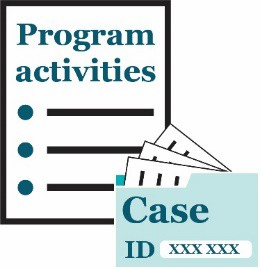 Program
activities
Case
ID XXX XXX